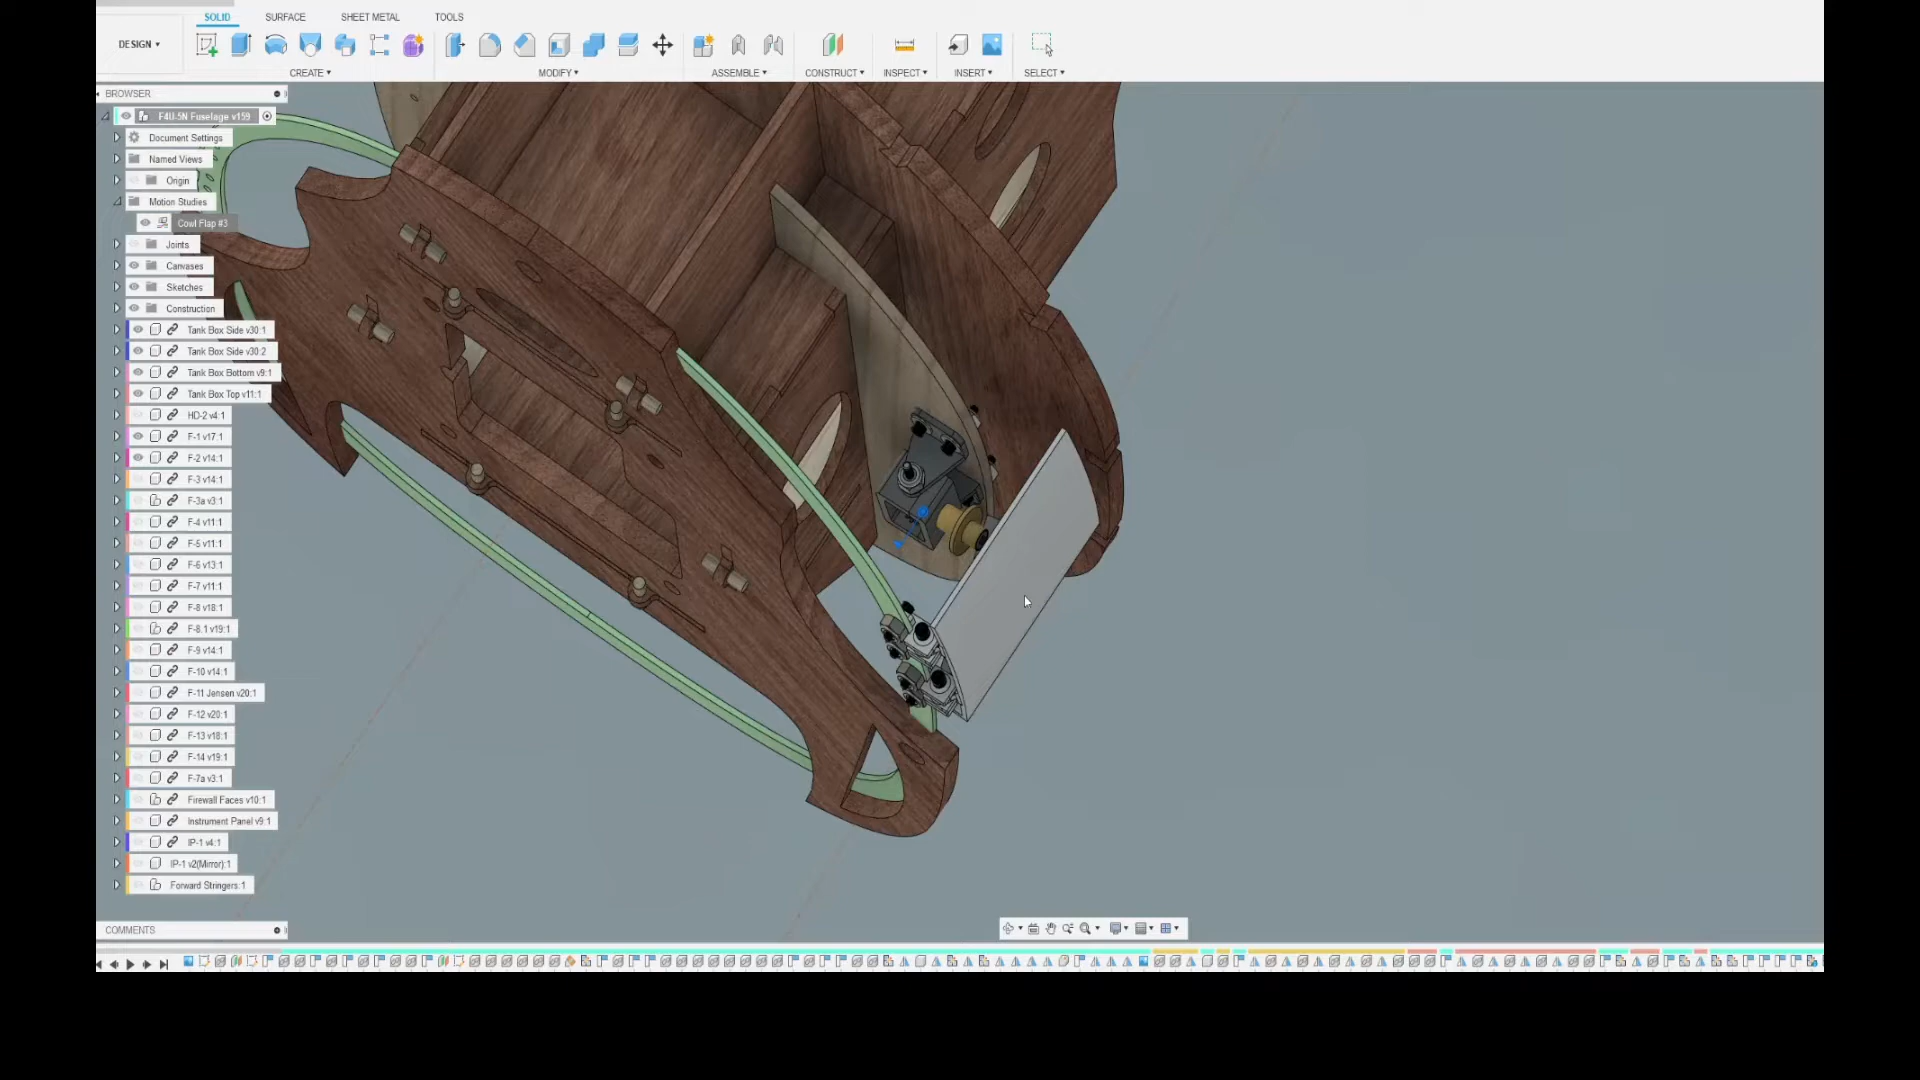 SOLID SURFACE SHEET METAL TOOLS
DESIGN
CREATE MODIFY ASSEMBLE CONSTRUCT INSPECT INSERT SELECT
BROWSER
F4U-5N Fuselage v159
Document Settings
Named Views
Origin
Motion Studies
Cowl Flap #3
Joints
Canvases
Sketches
Construction
Tank Box Side v30:1
Tank Box Side v30:2
Tank Box Bottom v9:1
Tank Box Top v11:1
HD-2 v4:1
F-1 v17:1
F-2 v14:1
F-3 v14:1
F-3a v3:1
F-4 v11:1
F-5 v11:1
F-6 v13:1
F-7 v11:1
F-8 v18:1
F-8.1 v19:1
F-9 v14:1
F-10 v14:1
F-11 Jensen v20:1
F-12 v20:1
F-13 v18:1
F-14 v19:1
F-7a v3:1
Firewall Faces v10:1
Instrument Panel v9:1
IP-1 v4:1
IP-1 v2(Mirror):1
Forward Stringers:1
COMMENTS